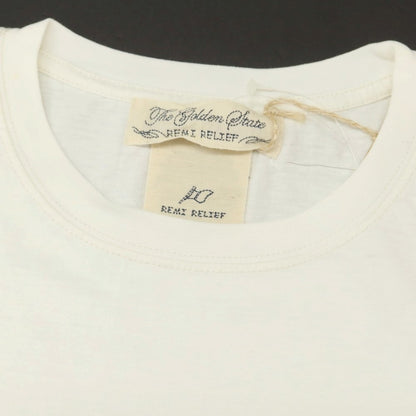 The Golden State
REMI RELIEF
REMI RELIEF